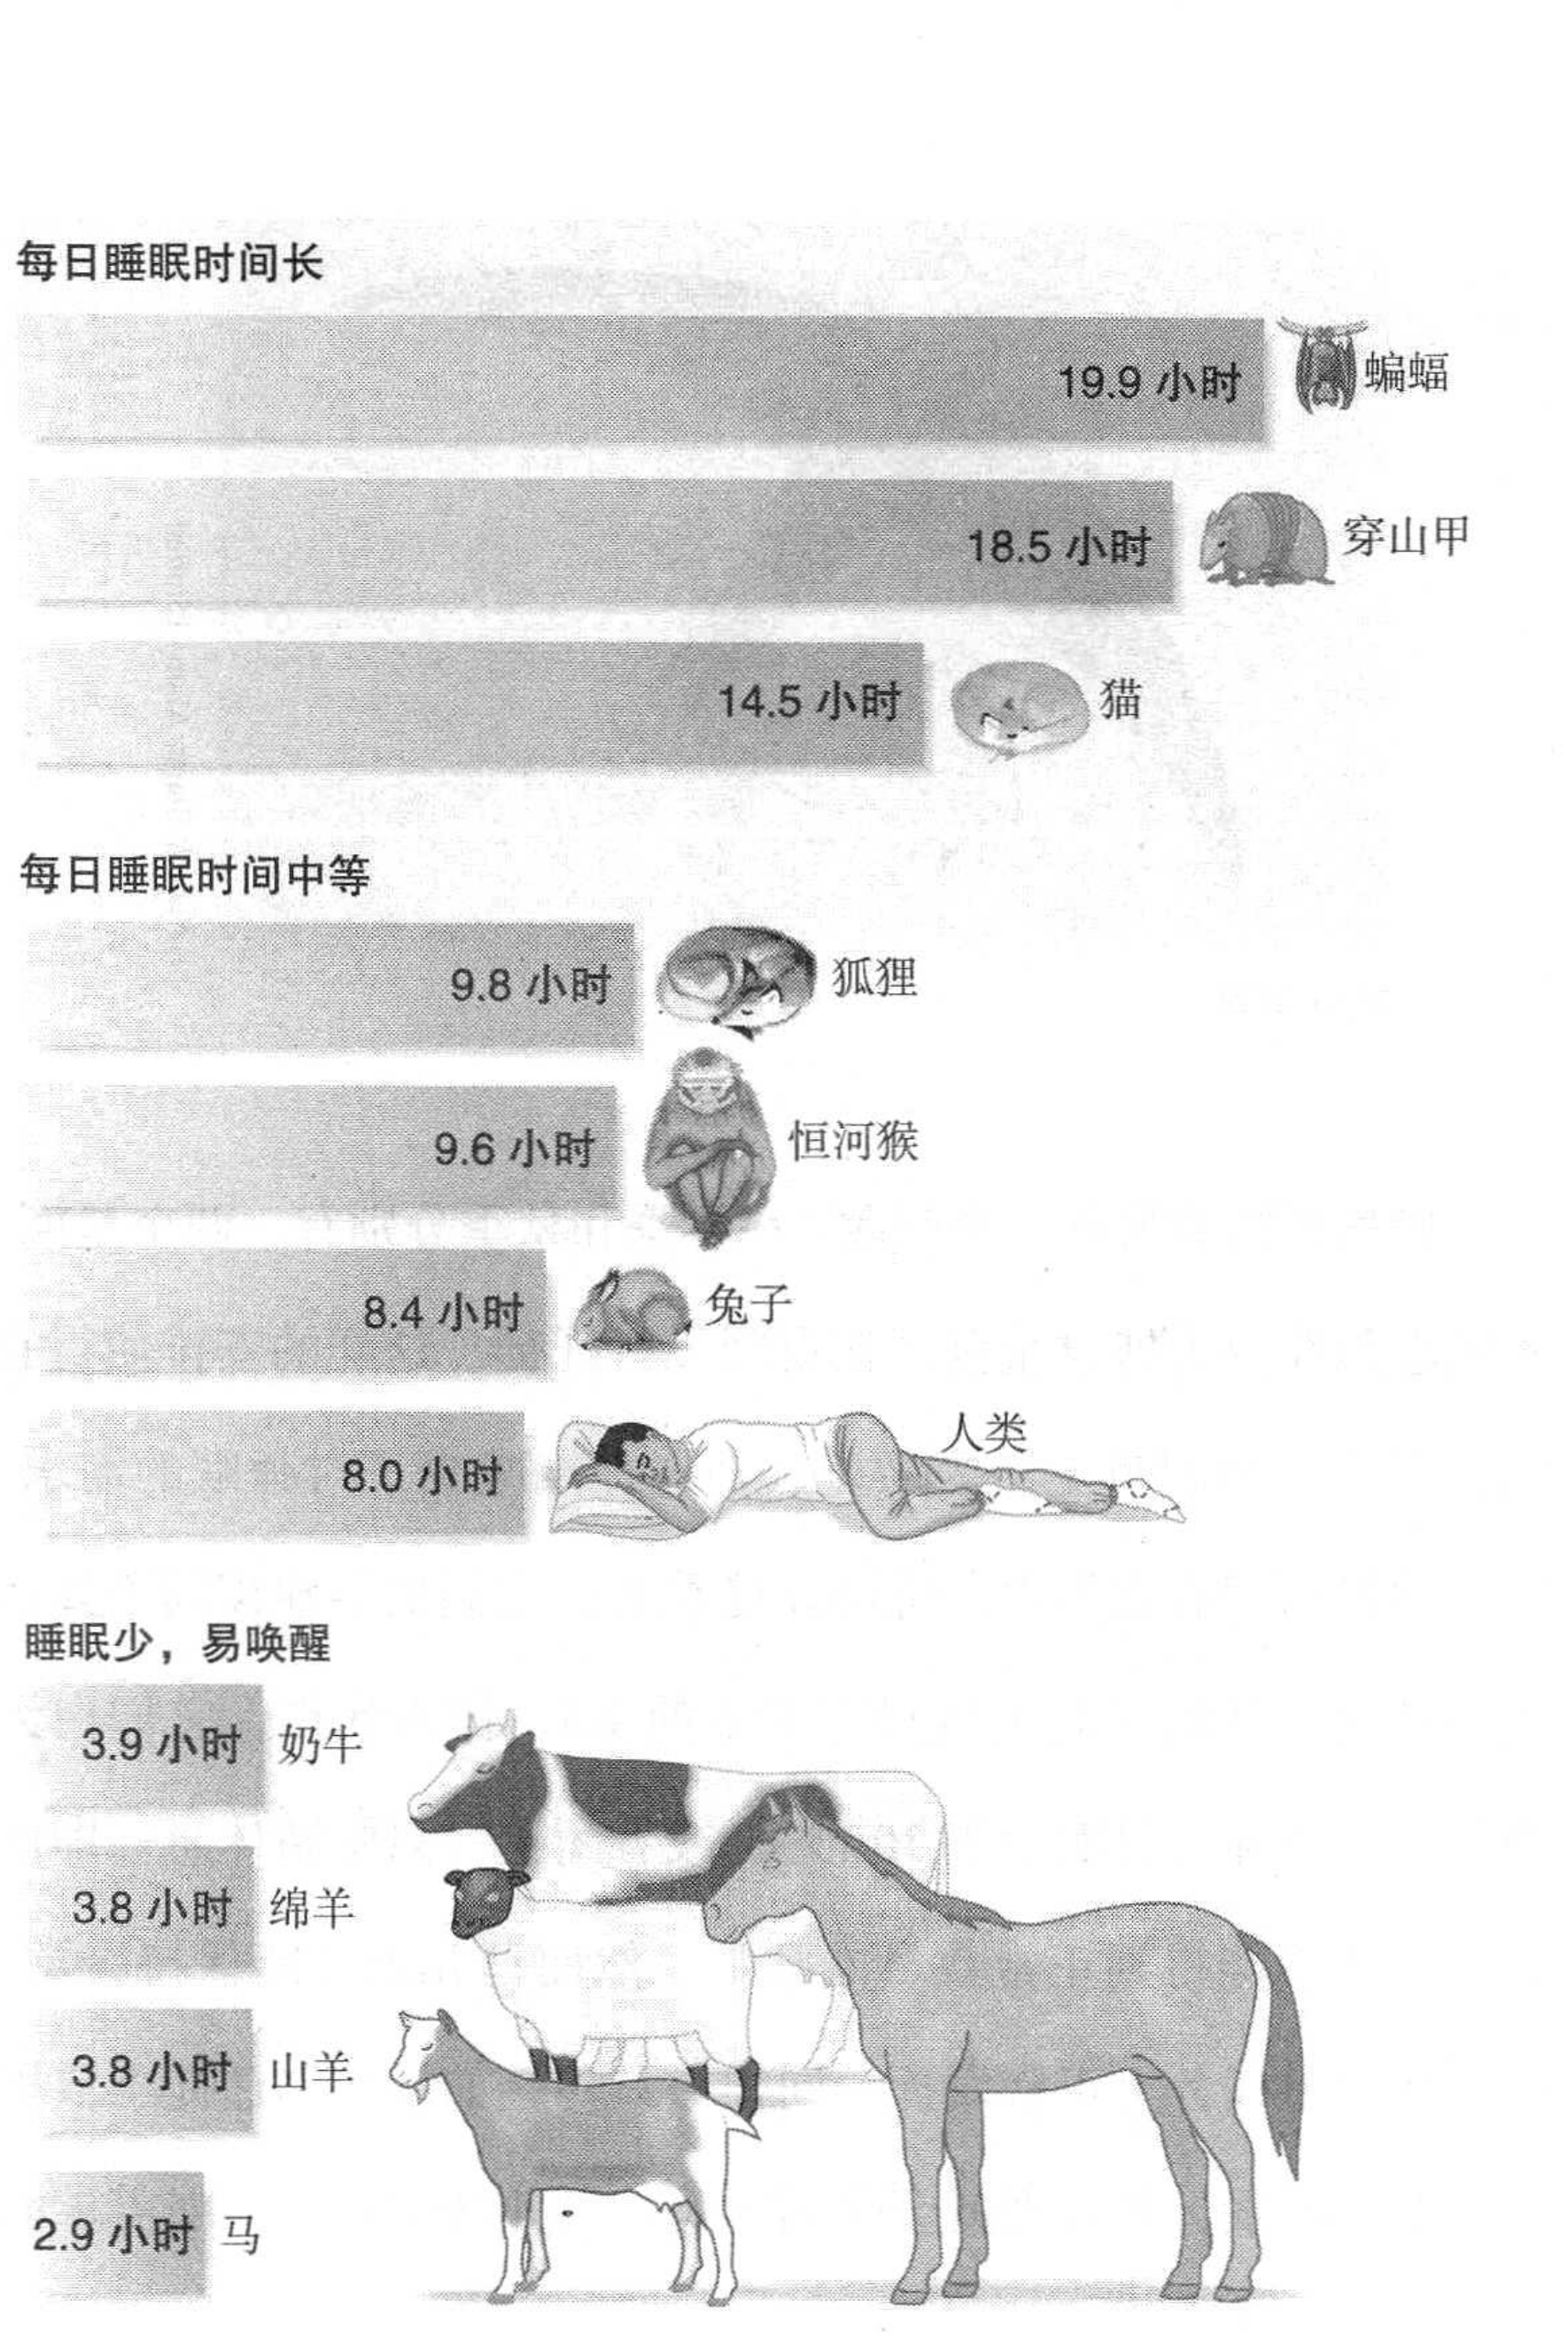 每日睡眠时间长
19.9 小时 蝙蝠
18.5 小时 穿山甲
14.5 小时 猫
每日睡眠时间中等
9.8 小时 狐狸
9.6 小时 恒河猴
8.4 小时 兔子
8.0 小时 人类
睡眠少，易唤醒
3.9 小时 奶牛
3.8 小时 绵羊
3.8 小时 山羊
2.9 小时 马